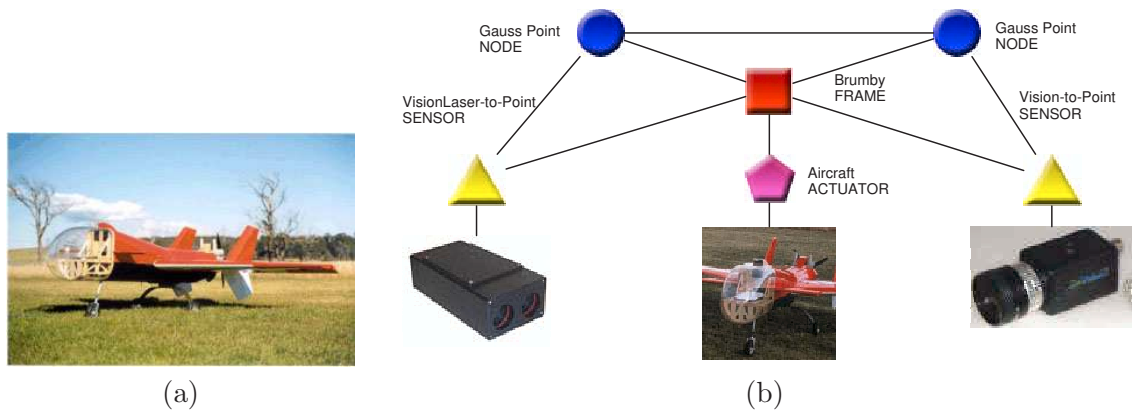 Gauss Point
NODE
Gauss Point
NODE
VisionLaser-to-Point
SENSOR
Brumby
FRAME
Vision-to-Point
SENSOR
Aircraft
ACTUATOR
(a)
(b)